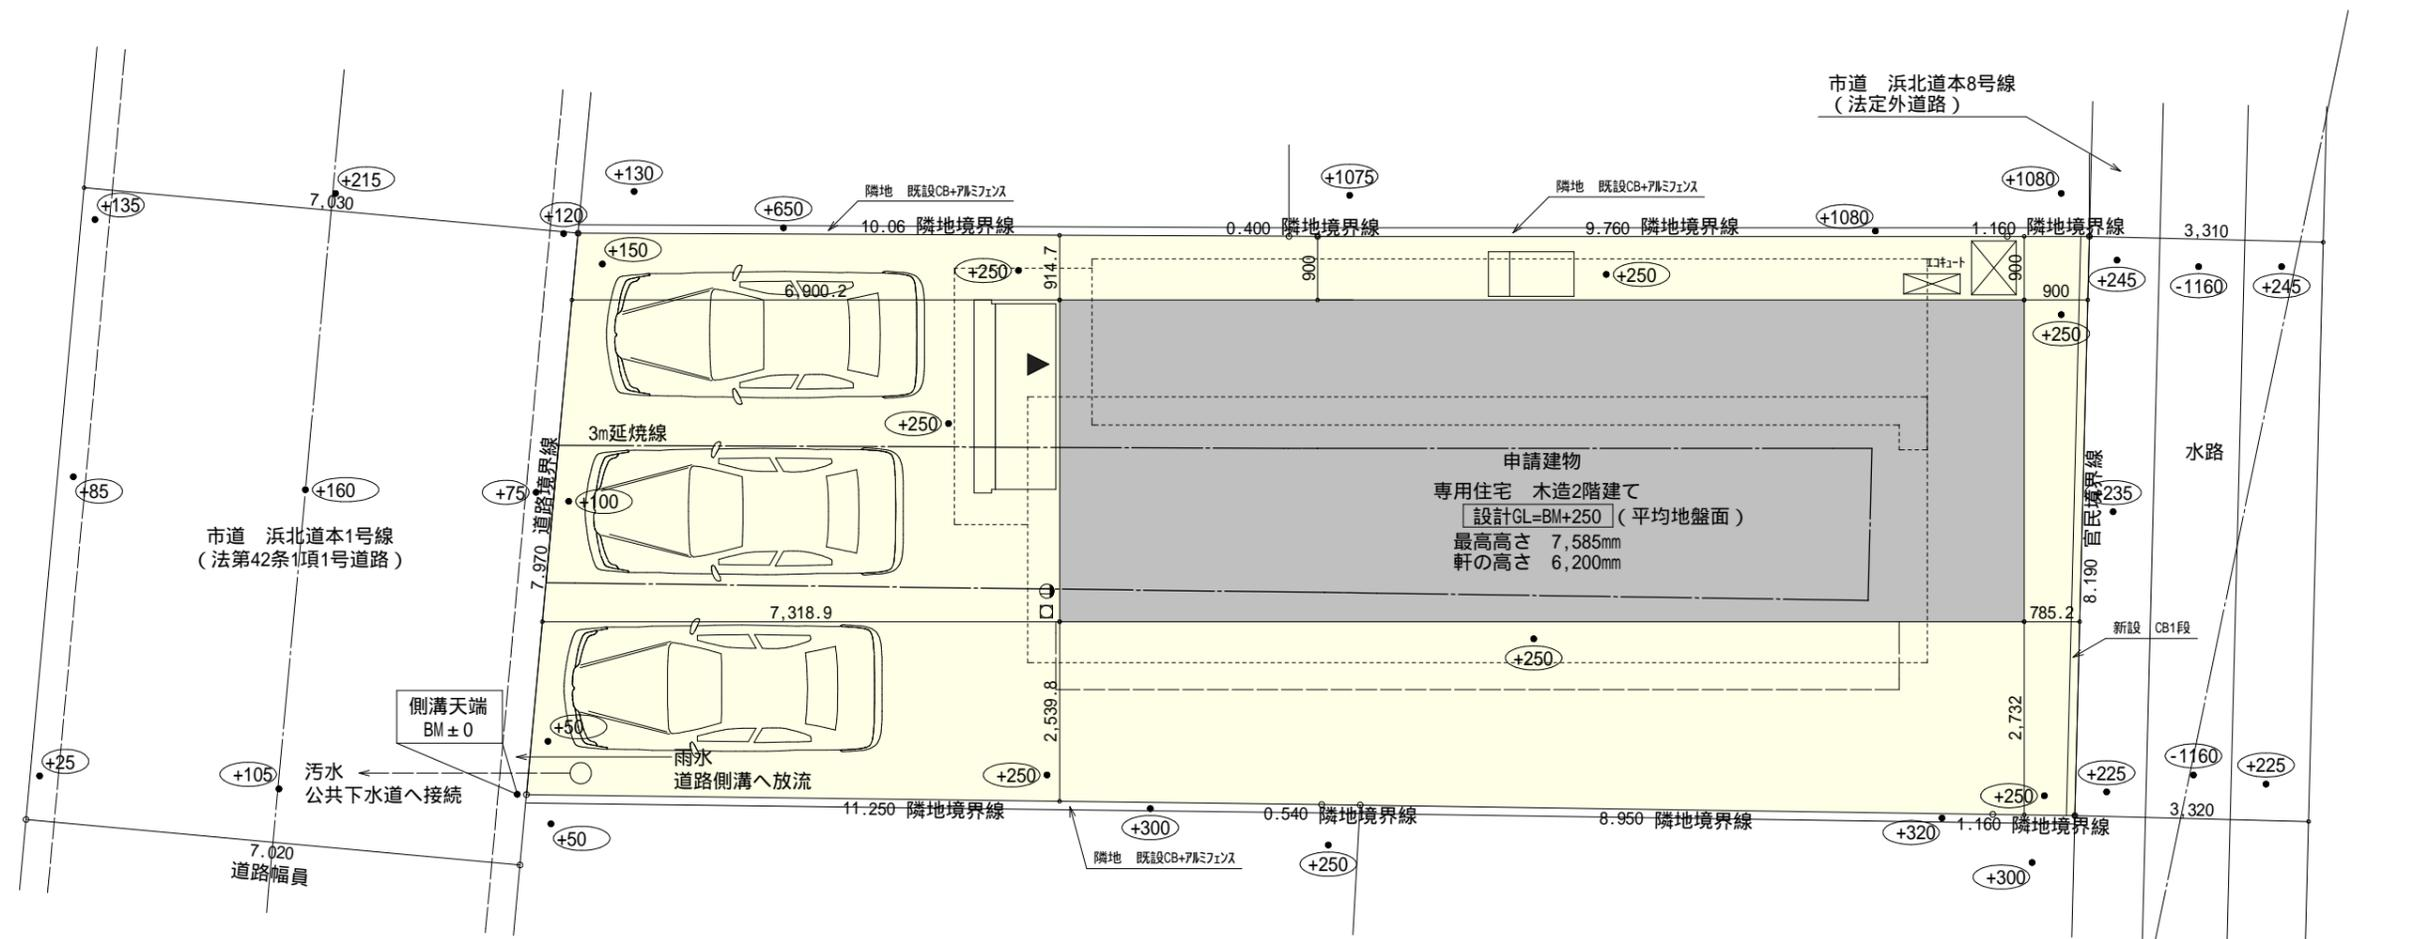 市道　浜北道本8号線
（法定外道路）
+215
+135
7,030
+120
+130
+650
隣地　既設CB+アルミフェンス
10.06 隣地境界線
+1075
隣地　既設CB+アルミフェンス
0.400 隣地境界線
9.760 隣地境界線
+1080
+1080
1.160 隣地境界線
3,310
+150
+250
914.7
900
+250
エコキュート
900
+245
-1160
+245
6,900.2
900
+250
+250
3m延焼線
+85
+160
+75
7.970 道路境界線
+100
市道　浜北道本1号線
（法第42条1項1号道路）
申請建物
専用住宅　木造2階建て
設計GL=BM+250（平均地盤面）
最高高さ　7,585mm
軒の高さ　6,200mm
水路
+235
8.190 官民境界線
7,318.9
785.2
新設　CB1段
+250
2,539.8
2,732
側溝天端
BM±0
+50
雨水
道路側溝へ放流
汚水
公共下水道へ接続
+25
+105
+250
+250
+225
-1160
+225
11.250 隣地境界線
0.540 隣地境界線
8.950 隣地境界線
1.160 隣地境界線
3,320
+50
+300
+320
隣地　既設CB+アルミフェンス
+250
+300
7.020
道路幅員